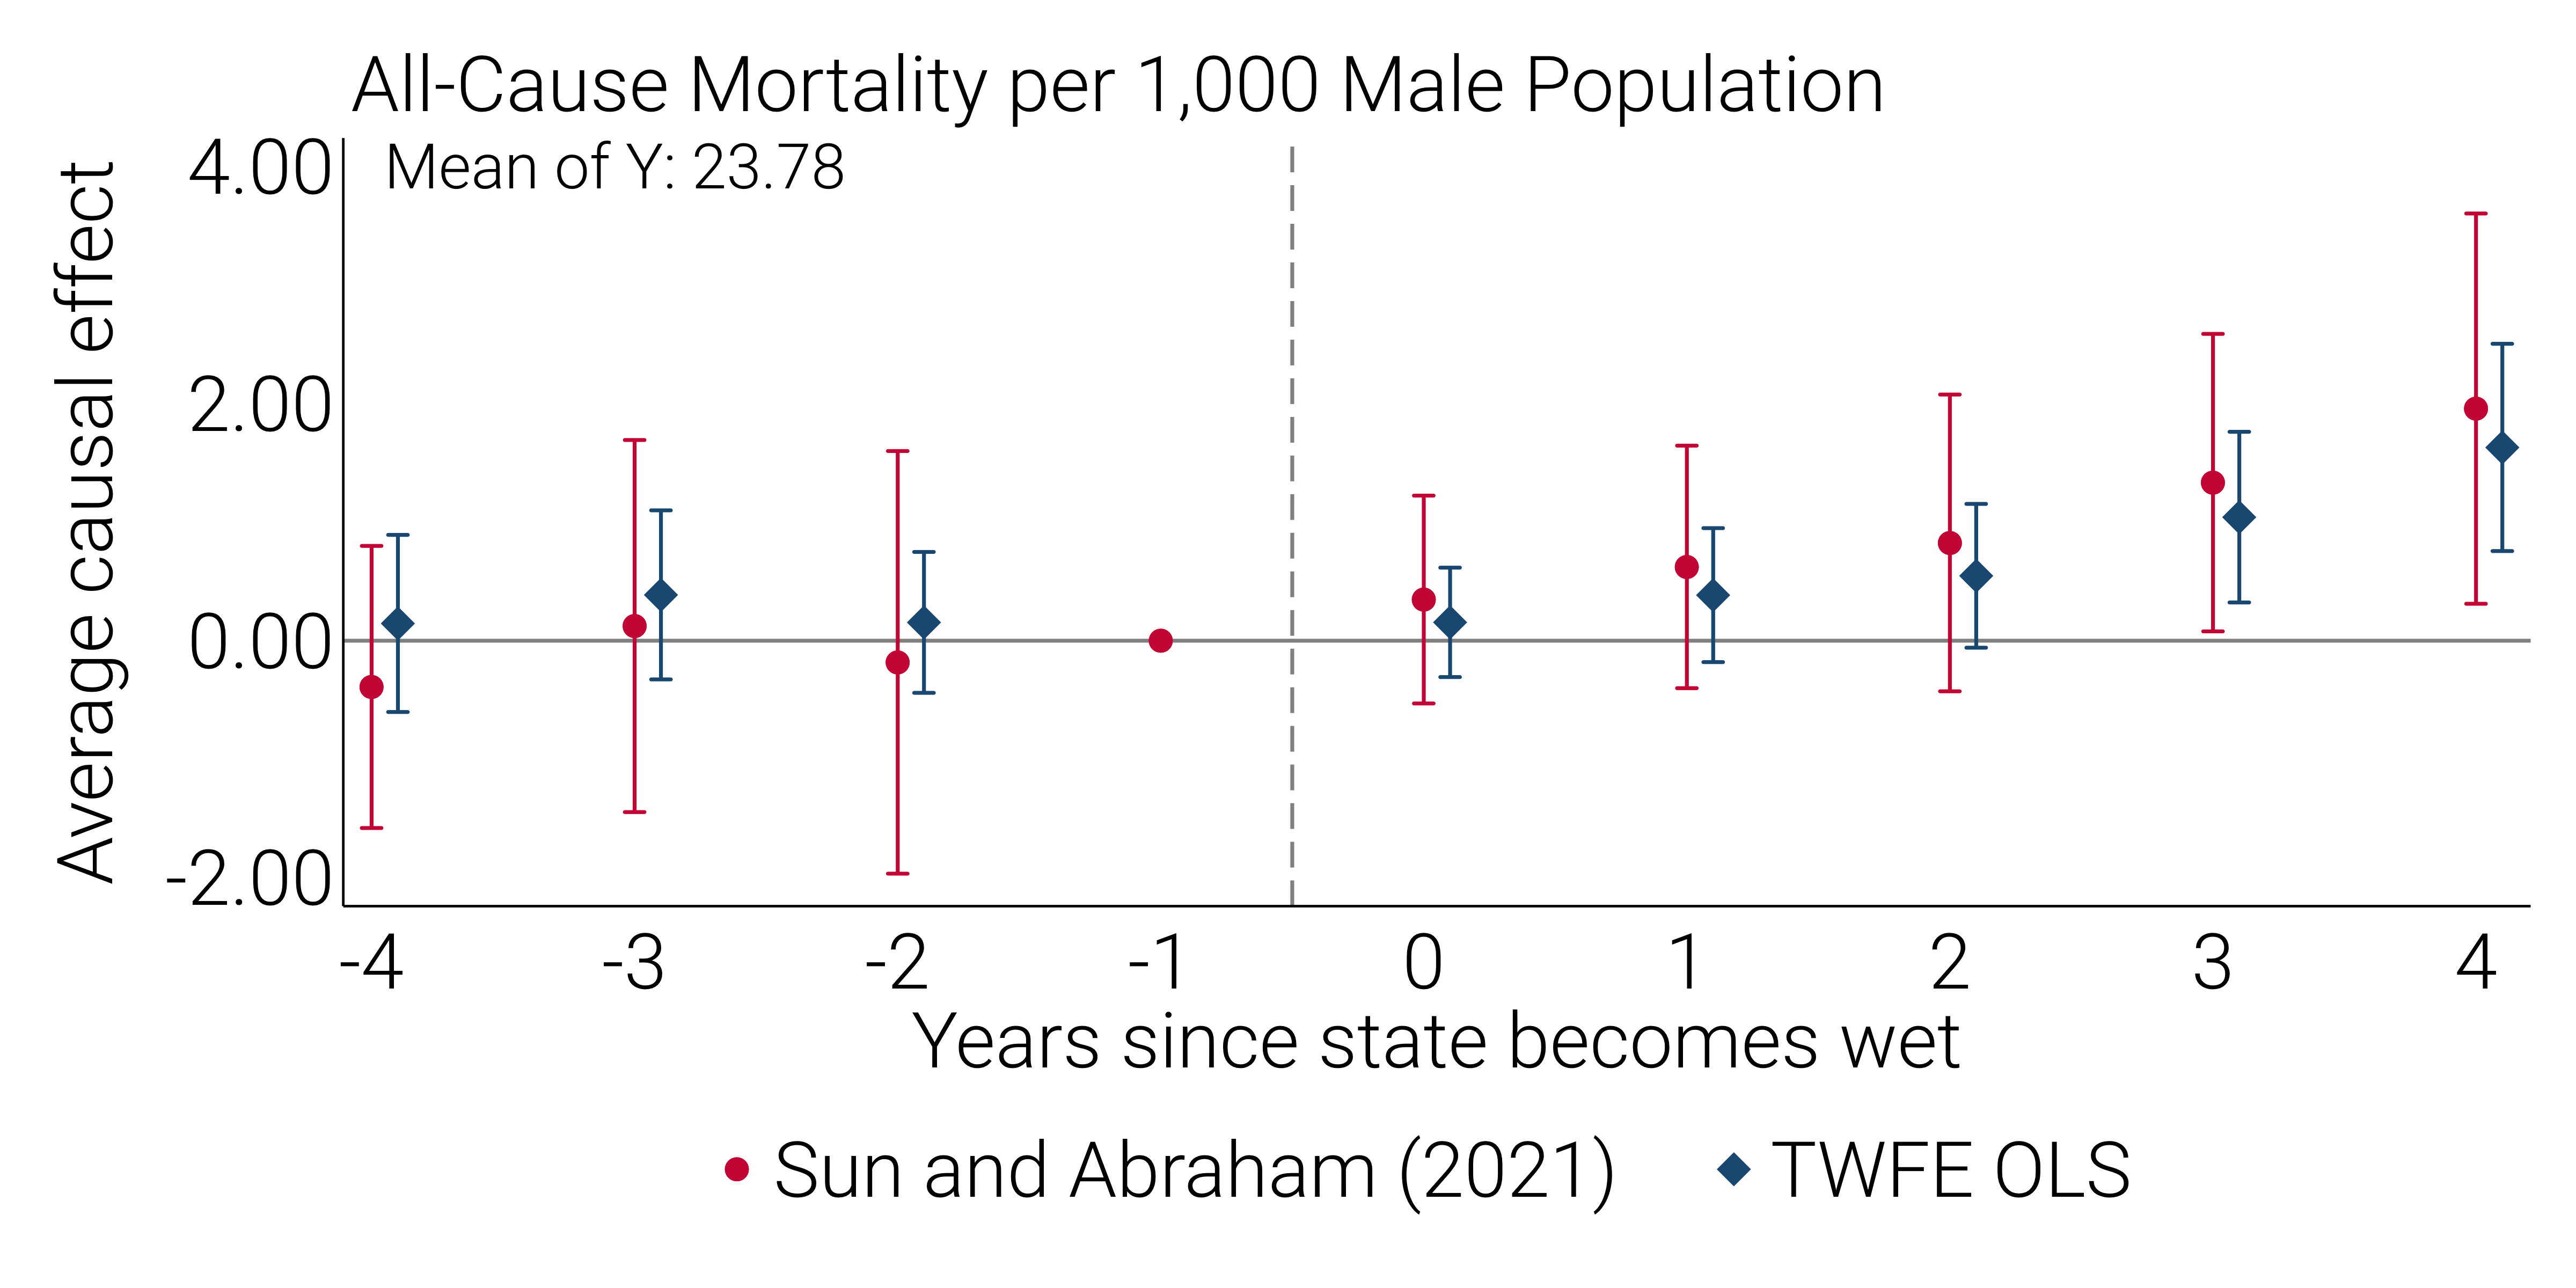 All-Cause Mortality per 1,000 Male Population
Mean of Y: 23.78
Average causal effect
4.00
2.00
0.00
-2.00
-4 -3 -2 -1 0 1 2 3 4
Years since state becomes wet
Sun and Abraham (2021) TWFE OLS